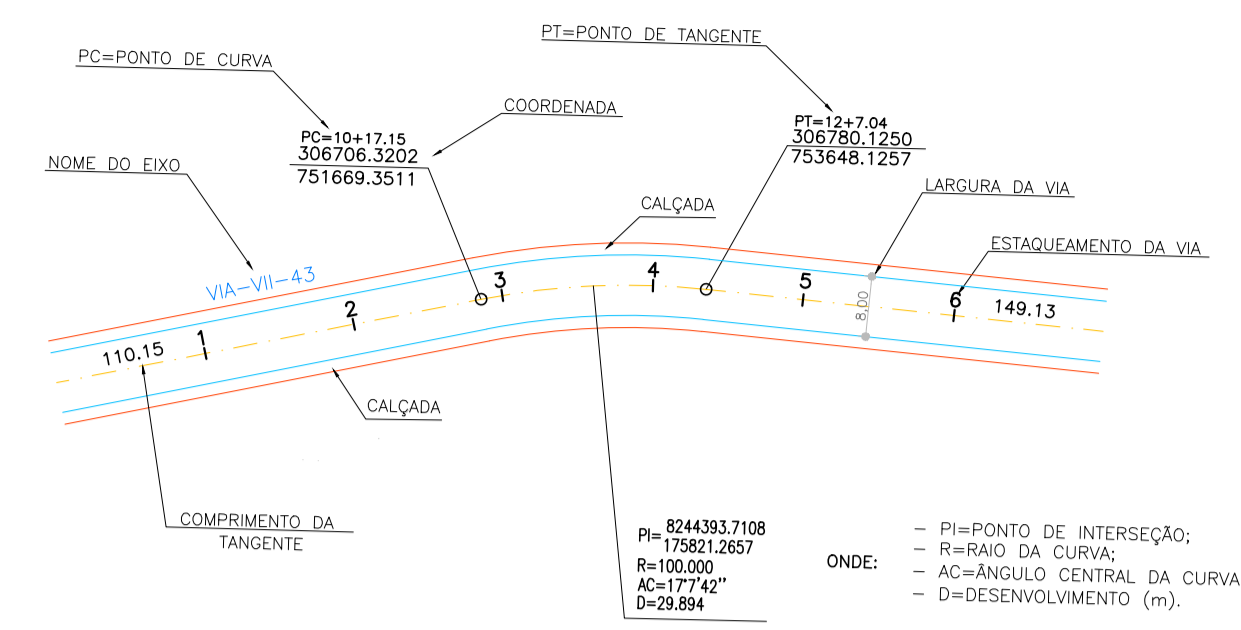 PT=PONTO DE TANGENTE
PC=PONTO DE CURVA
COORDENADA
PC=10+17.15
306706.3202
751669.3511
PT=12+7.04
306780.1250
753648.1257
NOME DO EIXO
LARGURA DA VIA
CALÇADA
ESTAQUEAMENTO DA VIA
VIA-VII-43
110.15
1
2
3
4
5
6
8.00
149.13
CALÇADA
COMPRIMENTO DA
TANGENTE
PI= 8244393.7108
175821.2657
R=100.000
AC=17°7'42''
D=29.894
ONDE:
- PI=PONTO DE INTERSEÇÃO;
- R=RAIO DA CURVA;
- AC=ÂNGULO CENTRAL DA CURVA
- D=DESENVOLVIMENTO (m).